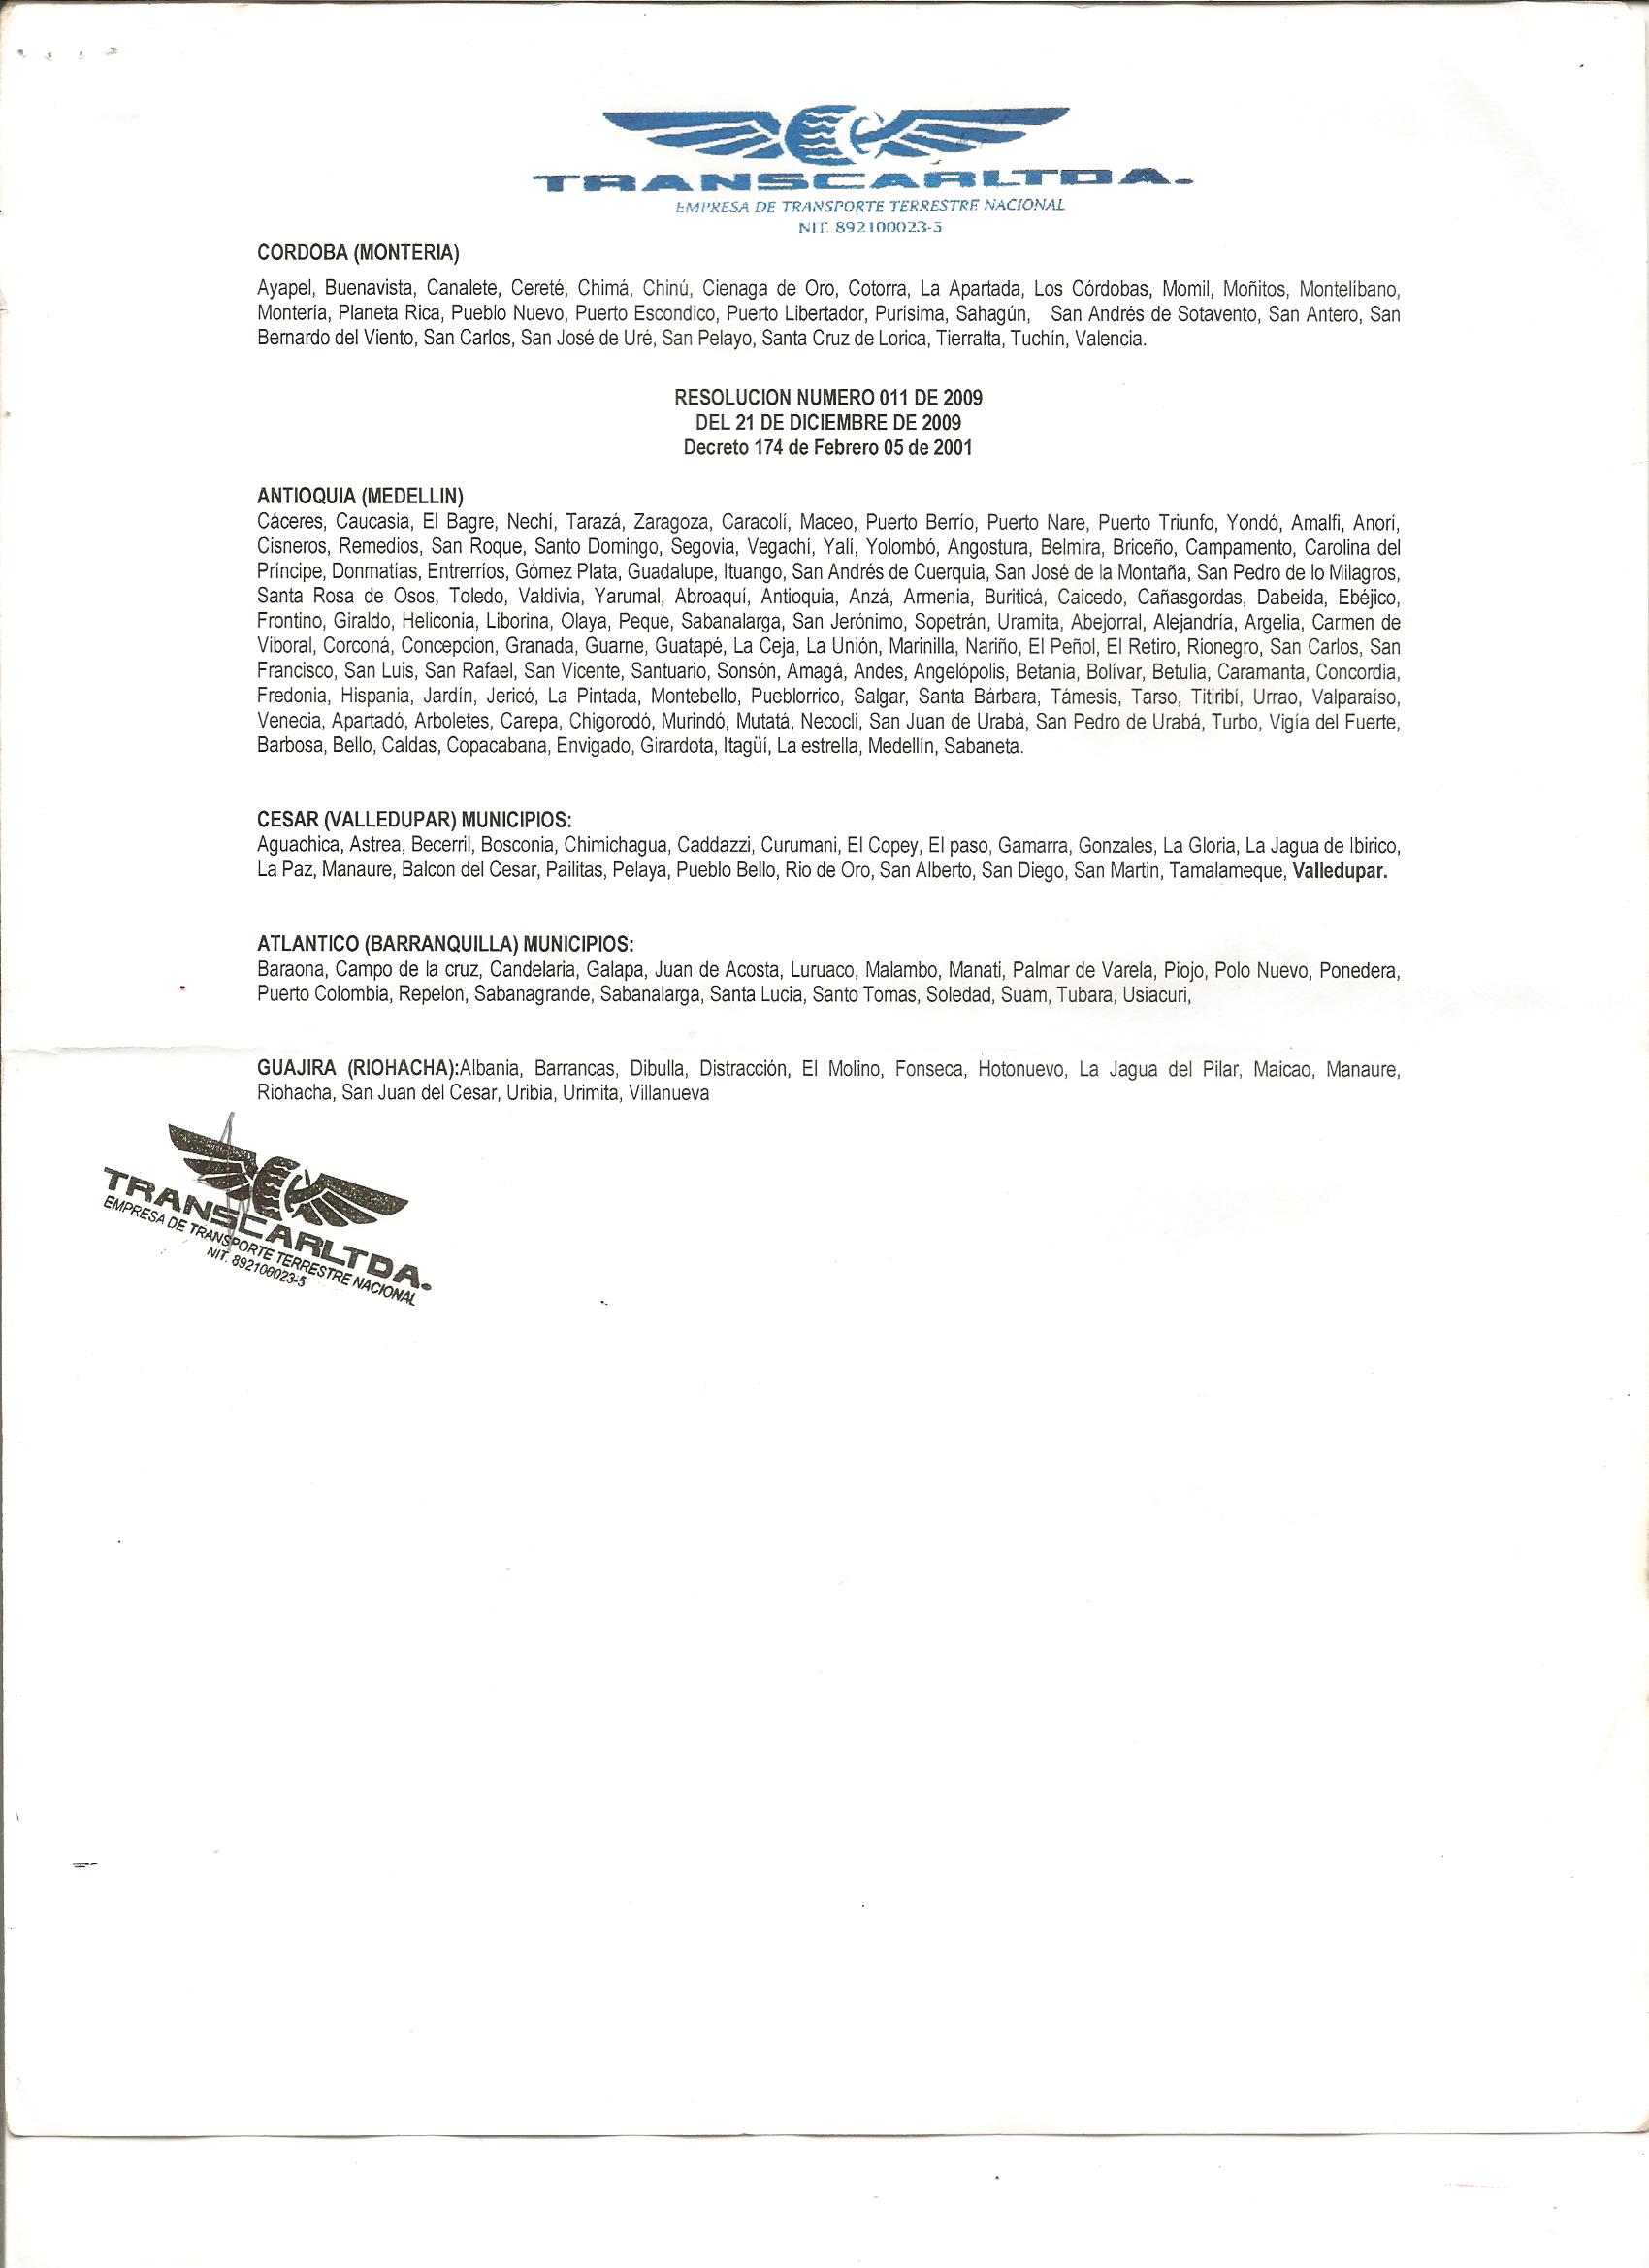 TRANSCARLTDA.
EMPRESA DE TRANSPORTE TERRESTRE NACIONAL
NIT. 892100023-5
CORDOBA (MONTERIA)
Ayapel, Buenavista, Canalete, Cereté, Chimá, Chinú, Cienaga de Oro, Cotorra, La Apartada, Los Córdobas, Momil, Moñitos, Montelíbano,
Montería, Planeta Rica, Pueblo Nuevo, Puerto Escondico, Puerto Libertador, Purísima, Sahagún, San Andrés de Sotavento, San Antero, San
Bernardo del Viento, San Carlos, San José de Uré, San Pelayo, Santa Cruz de Lorica, Tierralta, Tuchín, Valencia.
RESOLUCION NUMERO 011 DE 2009
DEL 21 DE DICIEMBRE DE 2009
Decreto 174 de Febrero 05 de 2001
ANTIOQUIA (MEDELLIN)
Cáceres, Caucasia, El Bagre, Nechí, Tarazá, Zaragoza, Caracolí, Maceo, Puerto Berrío, Puerto Nare, Puerto Triunfo, Yondó, Amalfi, Anorí,
Cisneros, Remedios, San Roque, Santo Domingo, Segovia, Vegachí, Yalí, Yolombó, Angostura, Belmira, Briceño, Campamento, Carolina del
Príncipe, Donmatías, Entrerríos, Gómez Plata, Guadalupe, Ituango, San Andrés de Cuerquia, San José de la Montaña, San Pedro de lo Milagros,
Santa Rosa de Osos, Toledo, Valdivia, Yarumal, Abroaquí, Antioquia, Anzá, Armenia, Buriticá, Caicedo, Cañasgordas, Dabeida, Ebéjico,
Frontino, Giraldo, Heliconia, Liborina, Olaya, Peque, Sabanalarga, San Jerónimo, Sopetrán, Uramita, Abejorral, Alejandría, Argelia, Carmen de
Viboral, Corconá, Concepcion, Granada, Guarne, Guatapé, La Ceja, La Unión, Marinilla, Nariño, El Peñol, El Retiro, Rionegro, San Carlos, San
Francisco, San Luis, San Rafael, San Vicente, Santuario, Sonsón, Amagá, Andes, Angelópolis, Betania, Bolívar, Betulia, Caramanta, Concordia,
Fredonia, Hispania, Jardín, Jericó, La Pintada, Montebello, Pueblorrico, Salgar, Santa Bárbara, Támesis, Tarso, Titiribí, Urrao, Valparaíso,
Venecia, Apartadó, Arboletes, Carepa, Chigorodó, Murindó, Mutatá, Necocli, San Juan de Urabá, San Pedro de Urabá, Turbo, Vigía del Fuerte,
Barbosa, Bello, Caldas, Copacabana, Envigado, Girardota, Itagüí, La estrella, Medellín, Sabaneta.
CESAR (VALLEDUPAR) MUNICIPIOS:
Aguachica, Astrea, Becerril, Bosconia, Chimichagua, Caddazzi, Curumani, El Copey, El paso, Gamarra, Gonzales, La Gloria, La Jagua de Ibirico,
La Paz, Manaure, Balcon del Cesar, Pailitas, Pelaya, Pueblo Bello, Rio de Oro, San Alberto, San Diego, San Martin, Tamalameque, Valledupar.
ATLANTICO (BARRANQUILLA) MUNICIPIOS:
Baraona, Campo de la cruz, Candelaria, Galapa, Juan de Acosta, Luruaco, Malambo, Manati, Palmar de Varela, Piojo, Polo Nuevo, Ponedera,
Puerto Colombia, Repelon, Sabanagrande, Sabanalarga, Santa Lucia, Santo Tomas, Soledad, Suam, Tubara, Usiacuri,
GUAJIRA (RIOHACHA):Albania, Barrancas, Dibulla, Distracción, El Molino, Fonseca, Hotonuevo, La Jagua del Pilar, Maicao, Manaure,
Riohacha, San Juan del Cesar, Uribia, Urimita, Villanueva
TRANSCARLTDA.
EMPRESA DE TRANSPORTE TERRESTRE NACIONAL
NIT. 892100023-5